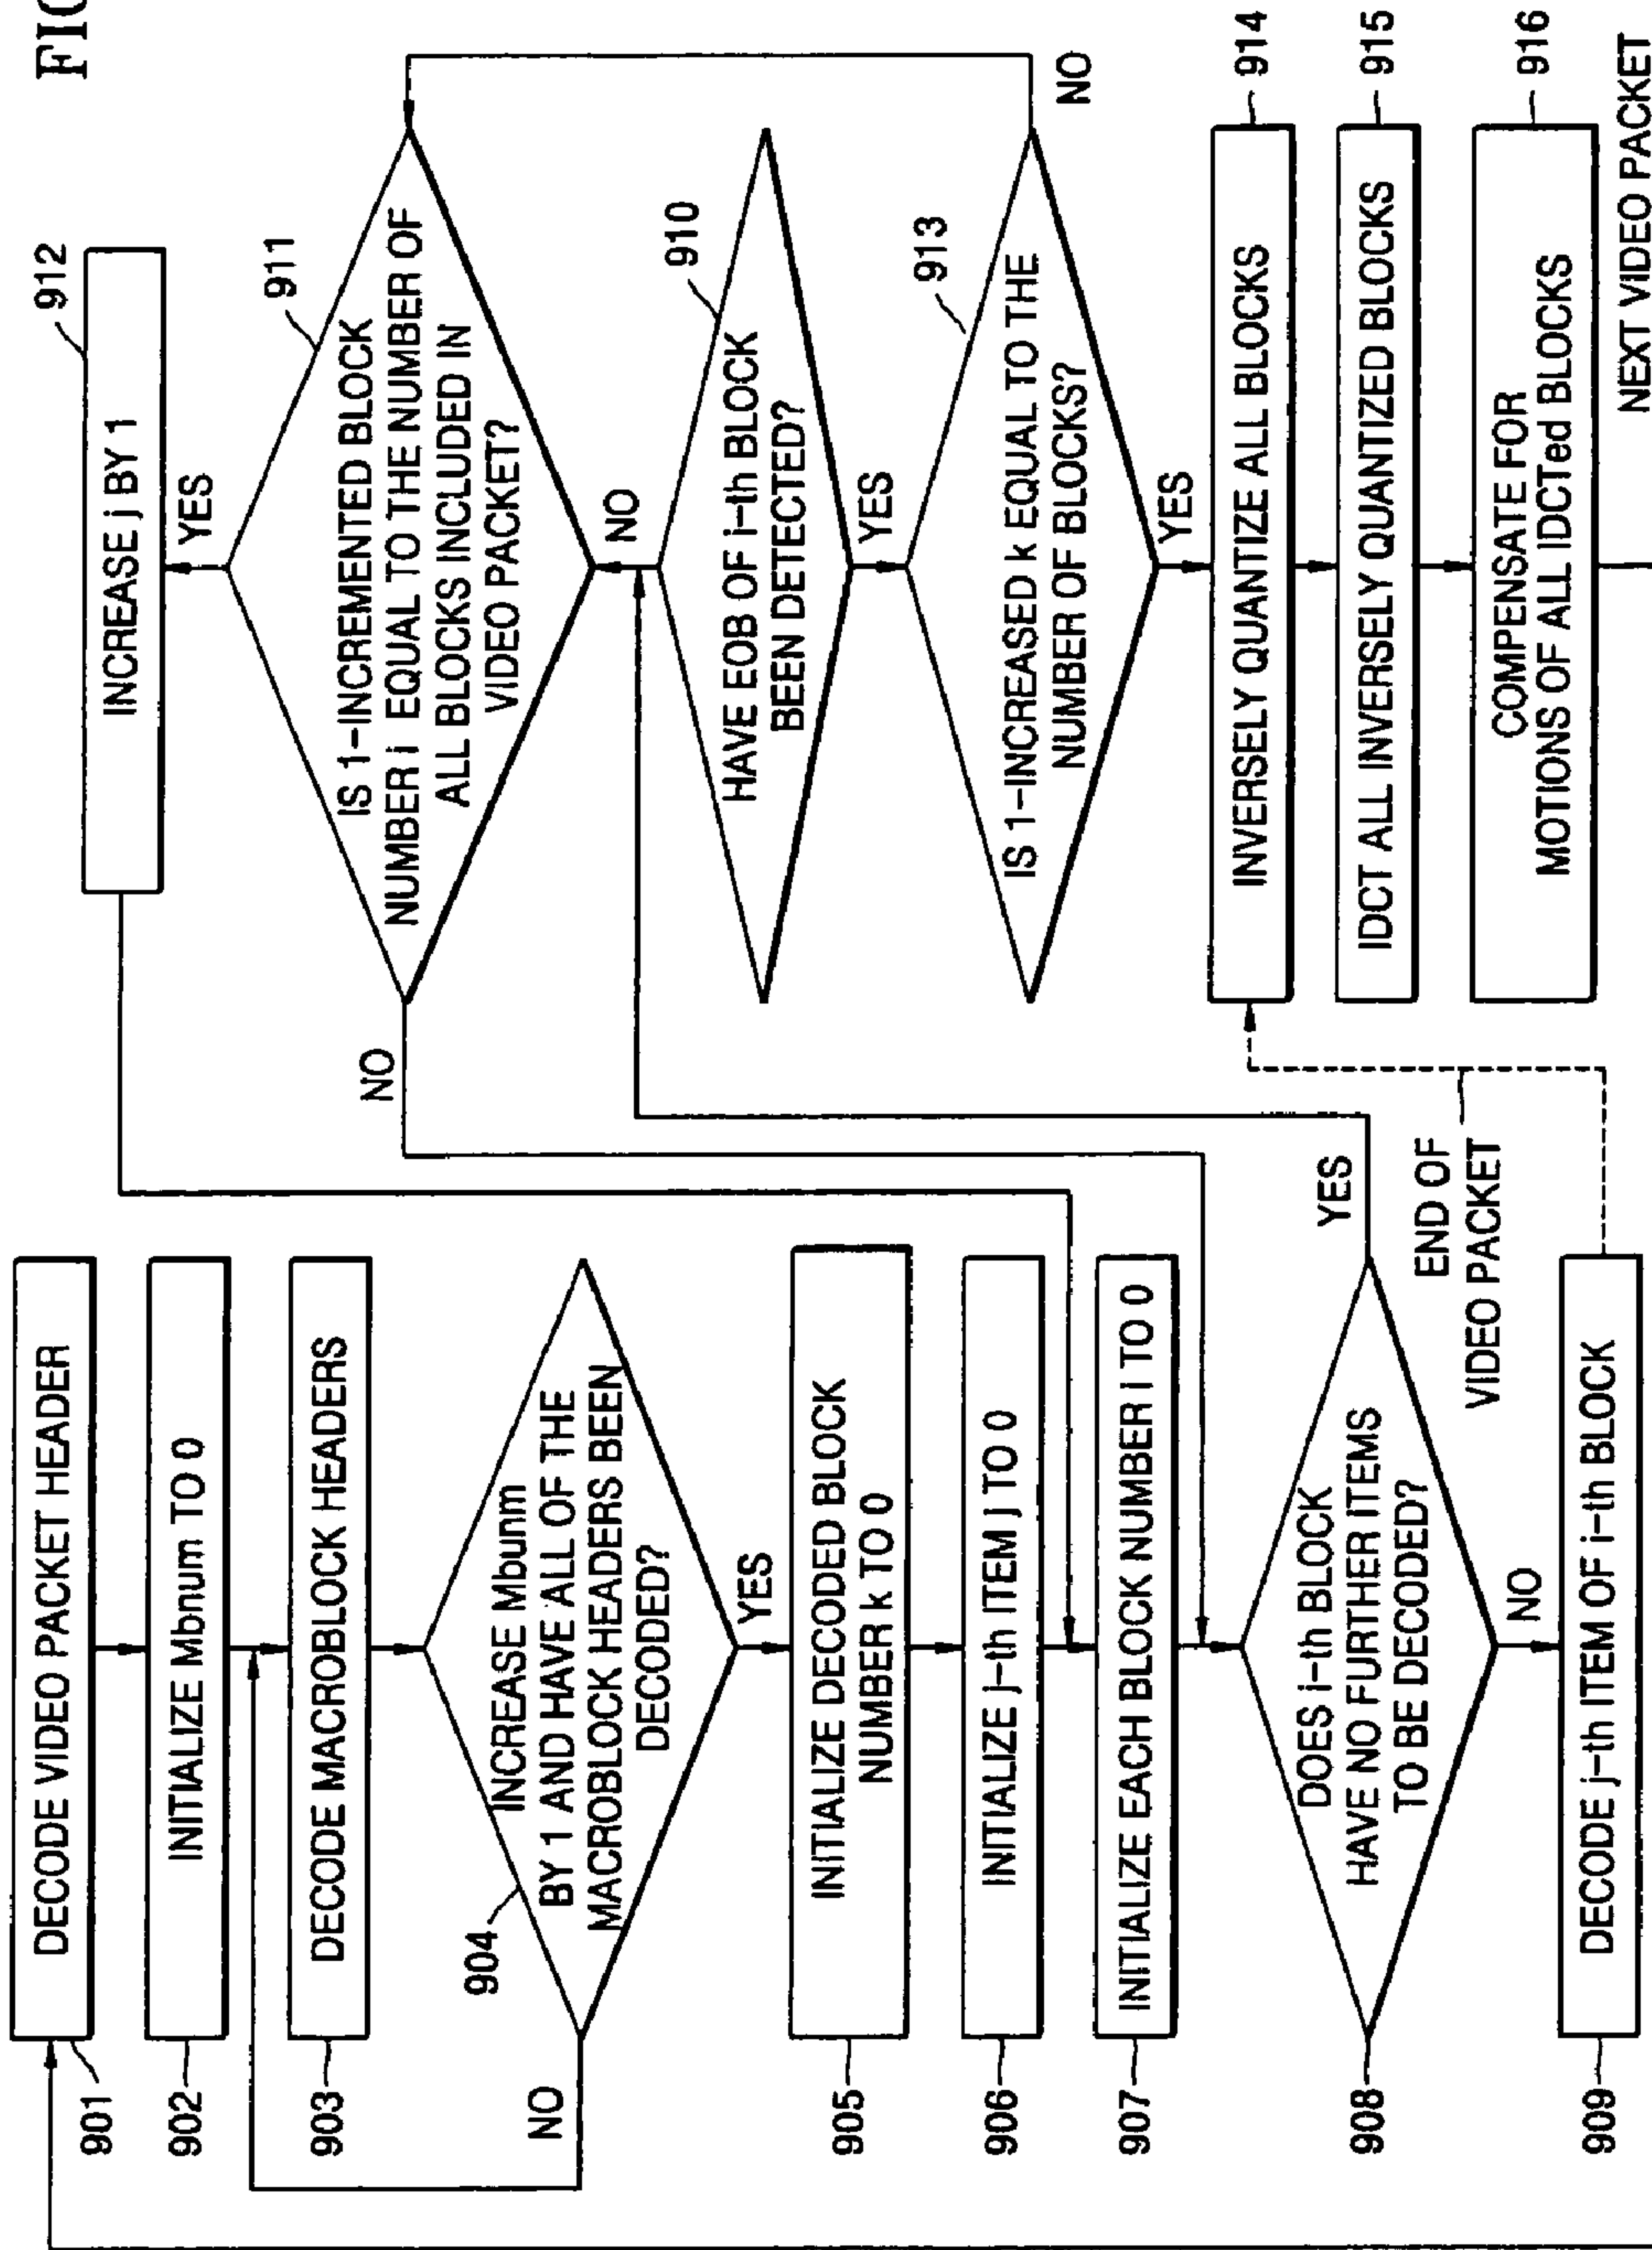 FIG
901
DECODE VIDEO PACKET HEADER
902
INITIALIZE Mbnum TO 0
903
DECODE MACROBLOCK HEADERS
904
INCREASE Mbunm
BY 1 AND HAVE ALL OF THE
MACROBLOCK HEADERS BEEN
DECODED?
NO
YES
905
INITIALIZE DECODED BLOCK
NUMBER k TO 0
906
INITIALIZE j-th ITEM J TO 0
907
INITIALIZE EACH BLOCK NUMBER i TO 0
908
DOES i-th BLOCK
HAVE NO FURTHER ITEMS
TO BE DECODED?
YES
NO
909
DECODE j-th ITEM OF i-th BLOCK
END OF
VIDEO PACKET
912
INCREASE j BY 1
YES
911
IS 1-INCREMENTED BLOCK
NUMBER i EQUAL TO THE NUMBER OF
ALL BLOCKS INCLUDED IN
VIDEO PACKET?
NO
NO
910
HAVE EOB OF i-th BLOCK
BEEN DETECTED?
YES
913
IS 1-INCREASED k EQUAL TO THE
NUMBER OF BLOCKS?
NO
YES
INVERSELY QUANTIZE ALL BLOCKS
914
IDCT ALL INVERSELY QUANTIZED BLOCKS
915
COMPENSATE FOR
MOTIONS OF ALL IDCTed BLOCKS
916
NEXT VIDEO PACKET